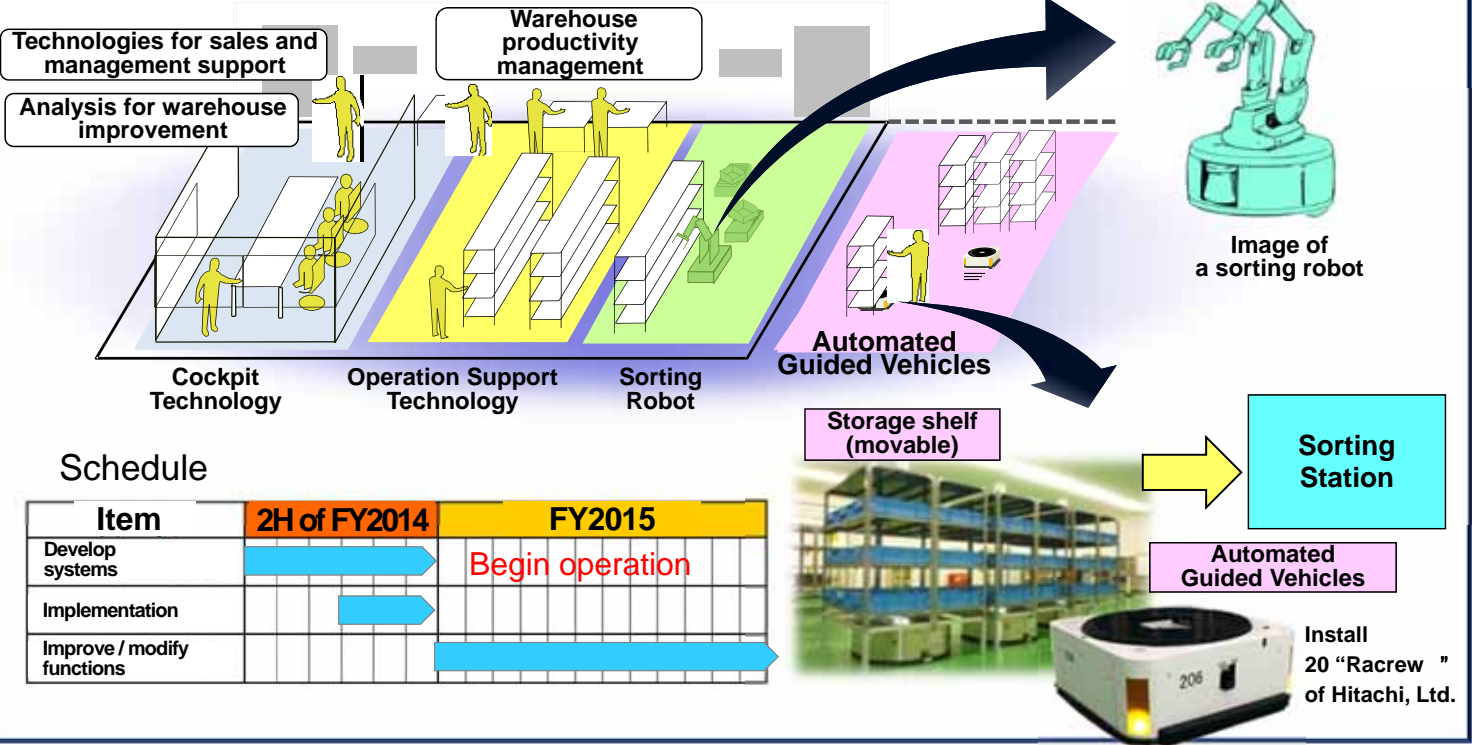 Technologies for sales and
management support
Analysis for warehouse
improvement
Warehouse
productivity
management
Image of
a sorting robot
Cockpit
Technology
Operation Support
Technology
Sorting
Robot
Automated
Guided Vehicles
Storage shelf
(movable)
Sorting
Station
Automated
Guided Vehicles
206
Install
20 “Racrew ”
of Hitachi, Ltd.
Schedule
Item 2H of FY2014 FY2015
Develop
systems
Begin operation
Implementation
Improve / modify
functions